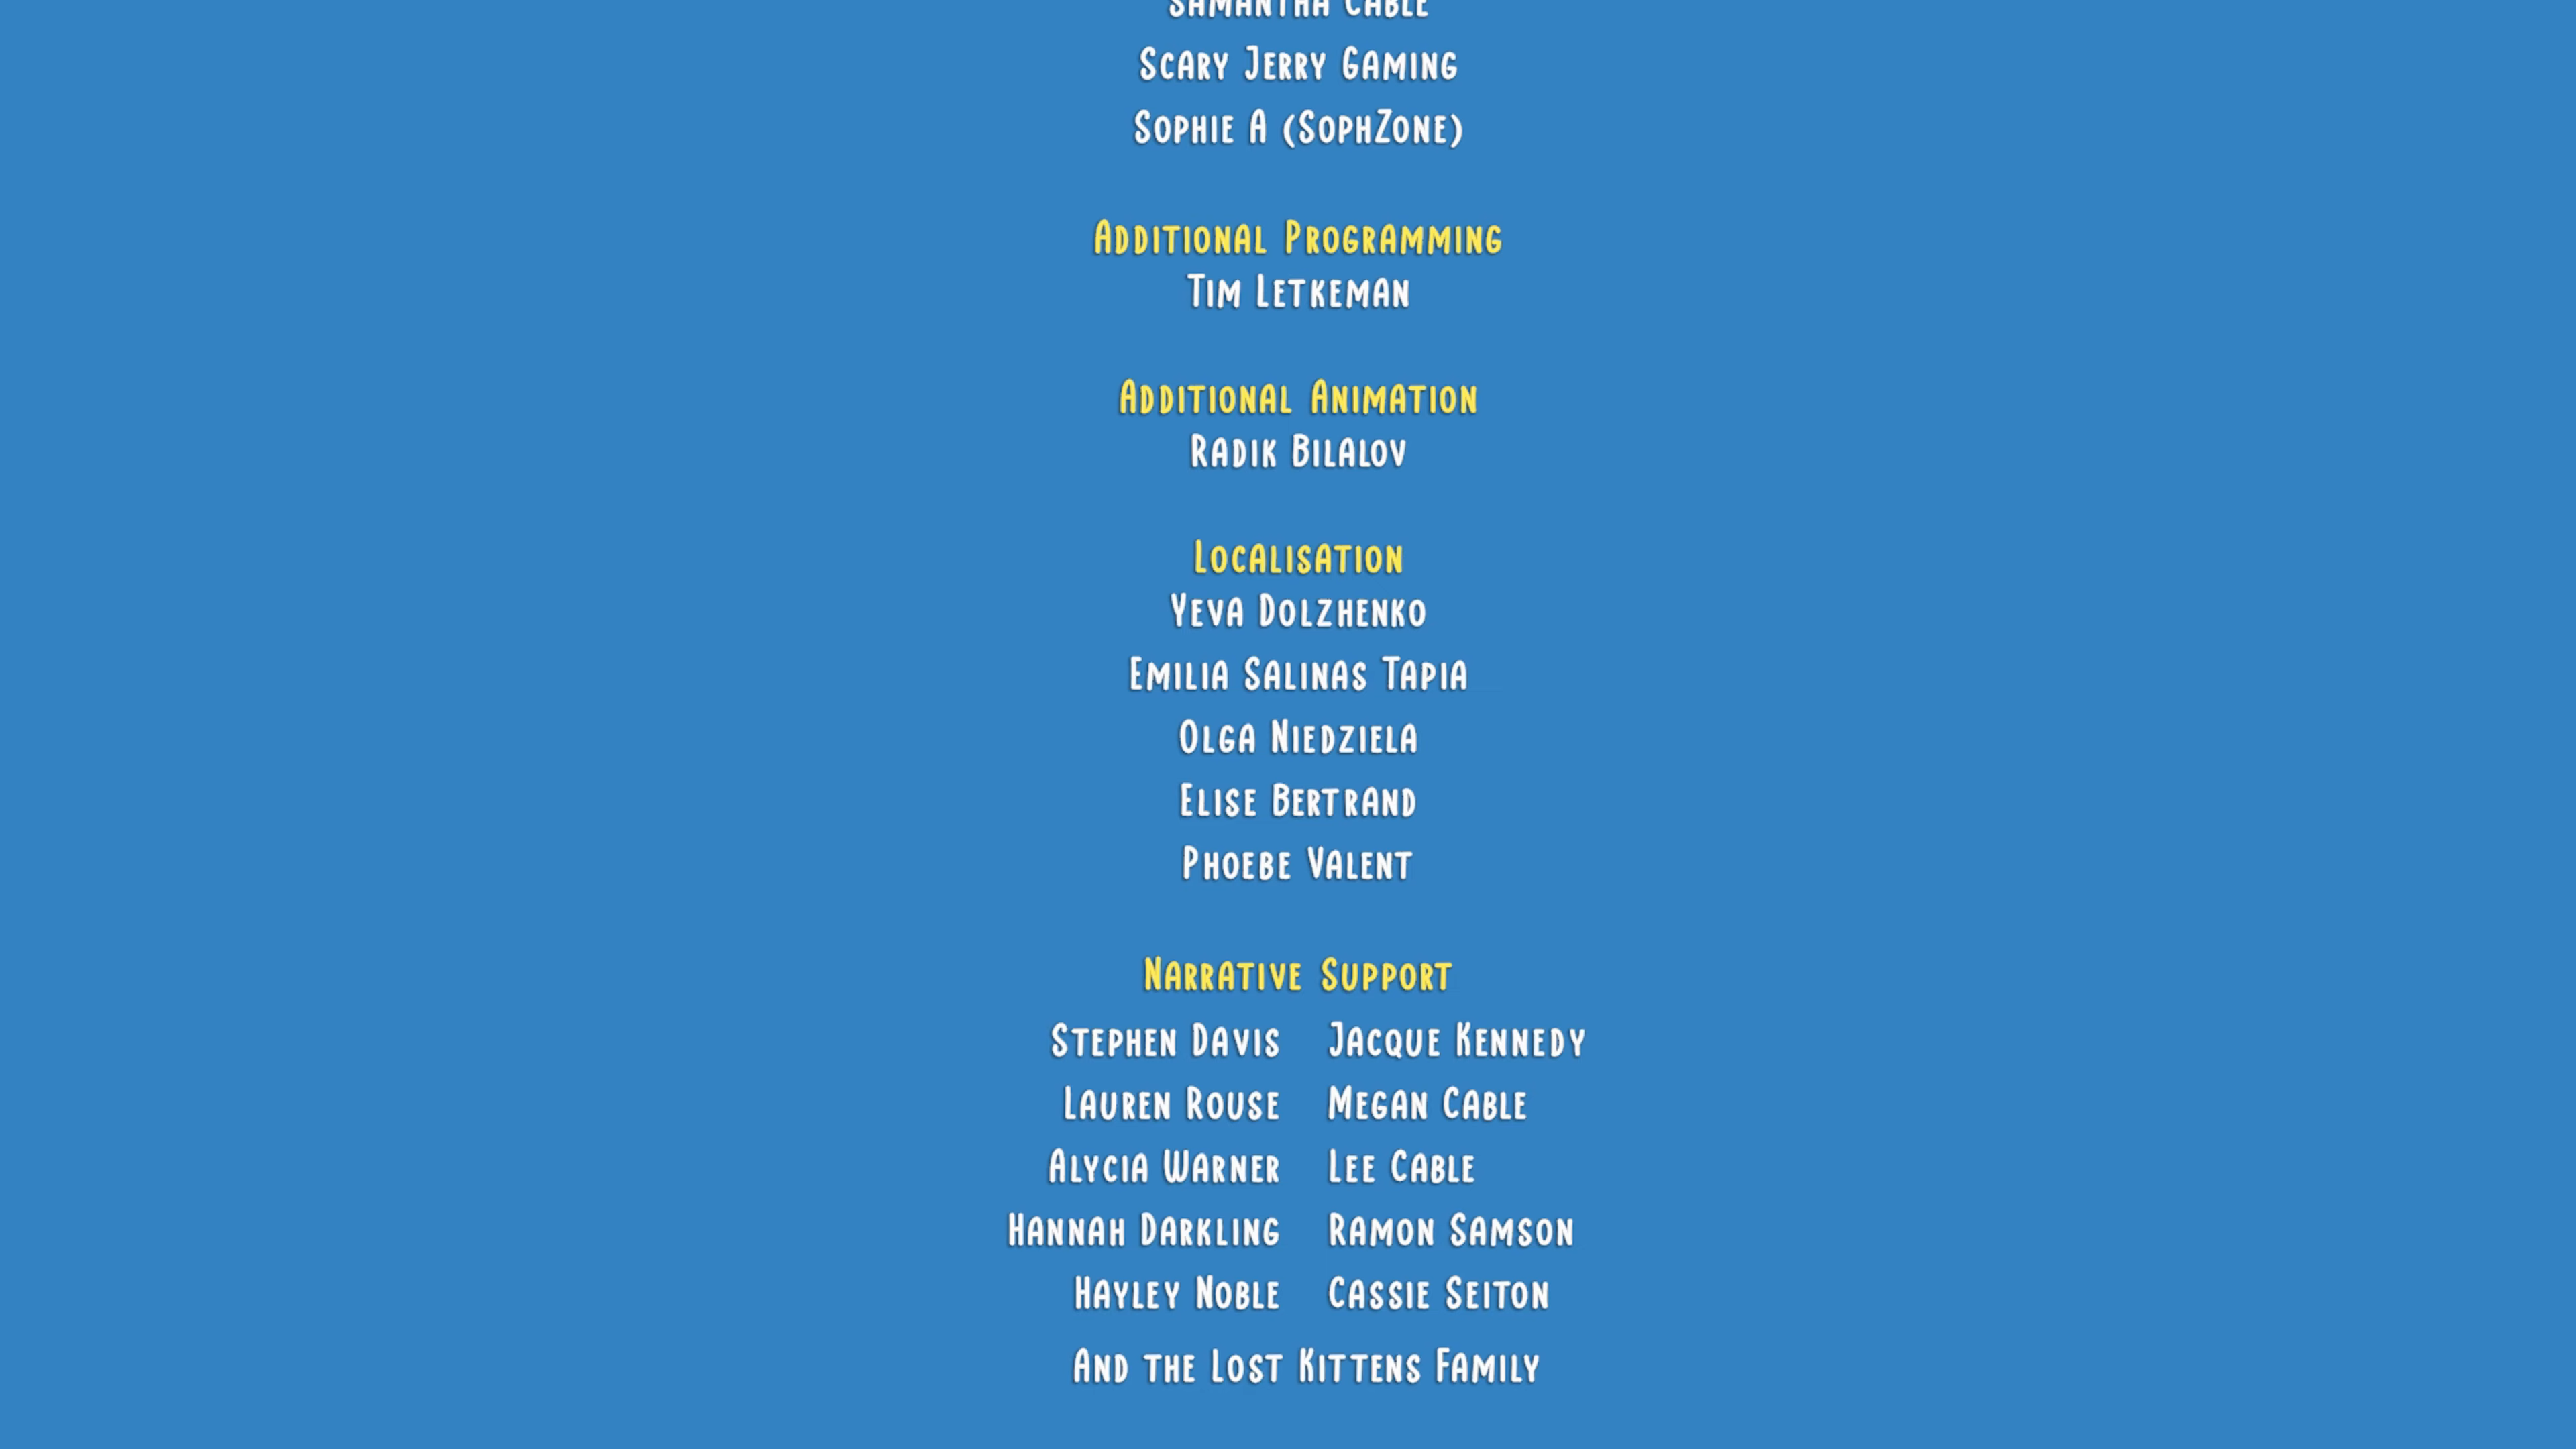 Samantha Cable
Scary Jerry Gaming
Sophie A (SophZone)
Additional Programming
Tim Letkeman
Additional Animation
Radik Bilalov
Localisation
Yeva Dolzhenko
Emilia Salinas Tapia
Olga Niedziela
Elise Bertrand
Phoebe Valent
Narrative Support
Stephen Davis Jacque Kennedy
Lauren Rouse Megan Cable
Alycia Warner Lee Cable
Hannah Darkling Ramon Samson
Hayley Noble Cassie Seiton
And the Lost Kittens Family